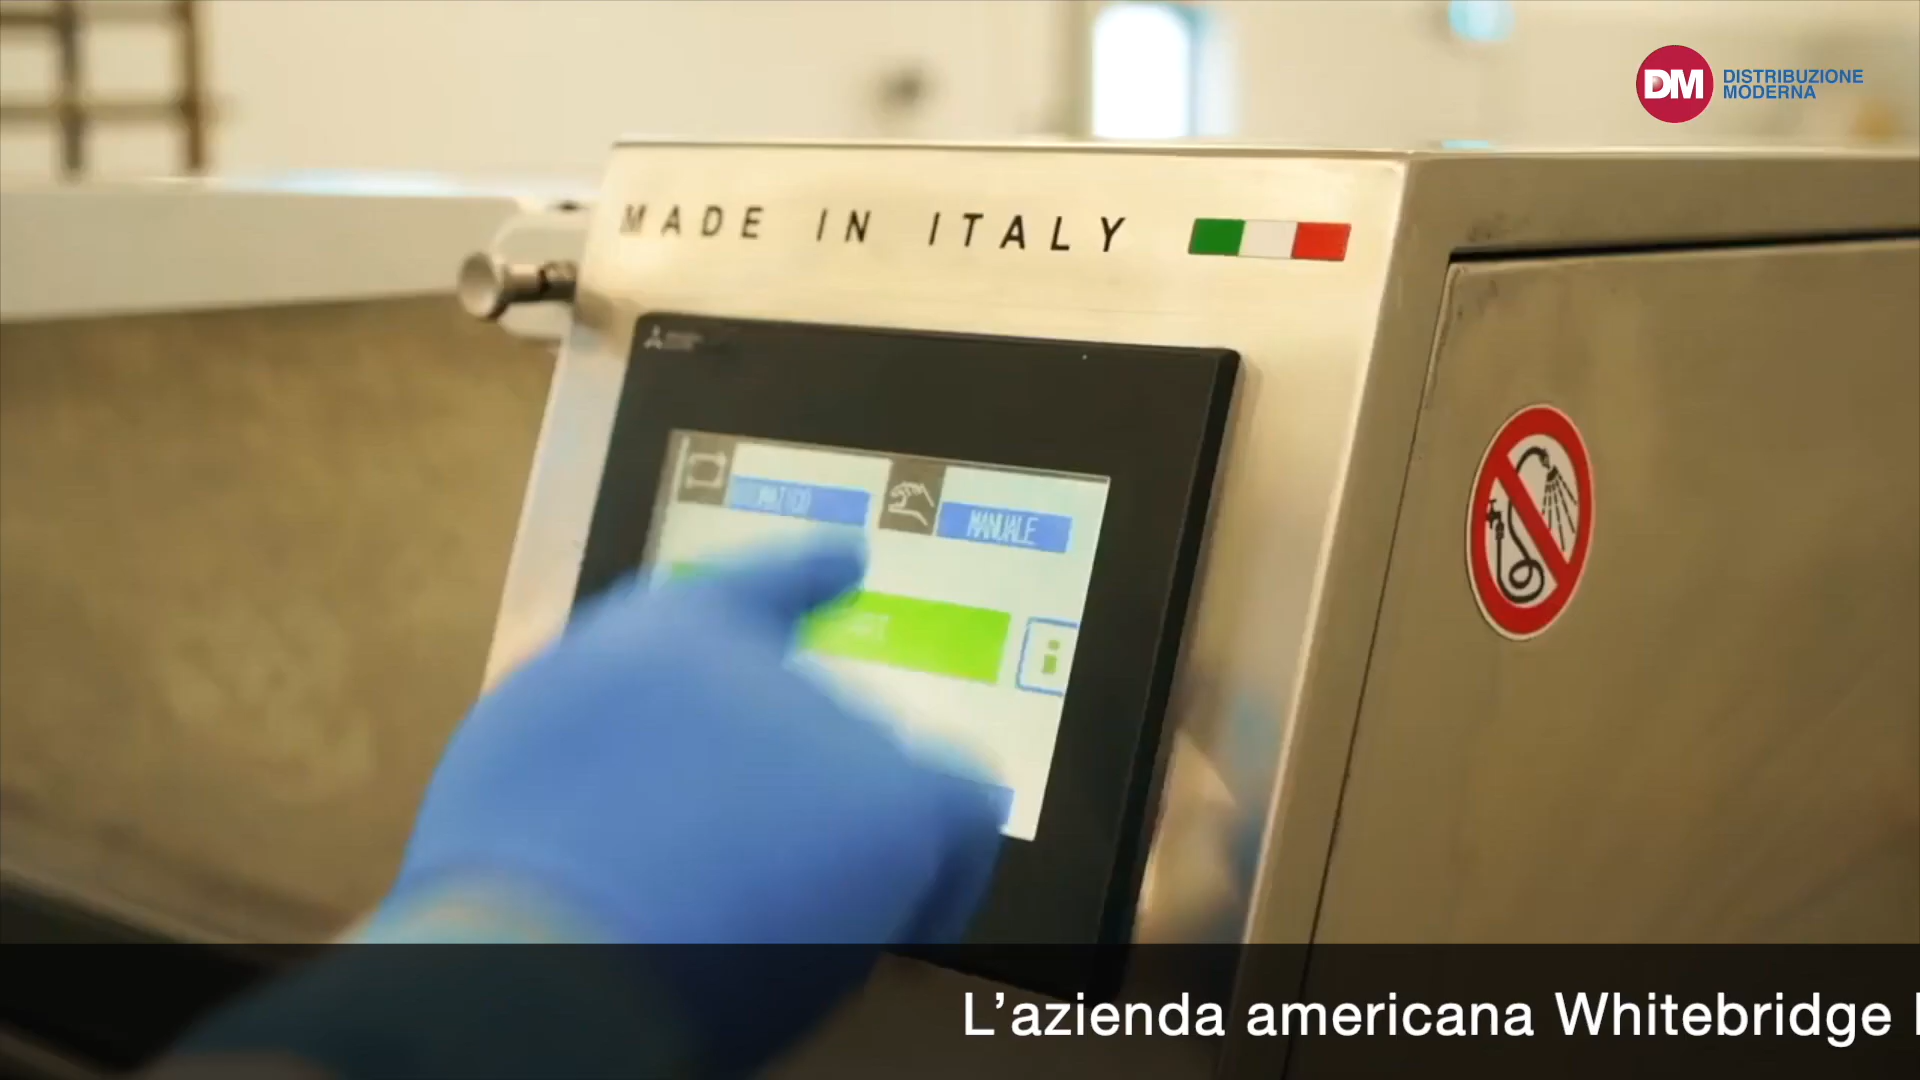 DM DISTRIBUZIONE
MODERNA
MADE IN ITALY
MANUALE
L’azienda americana Whitebridge